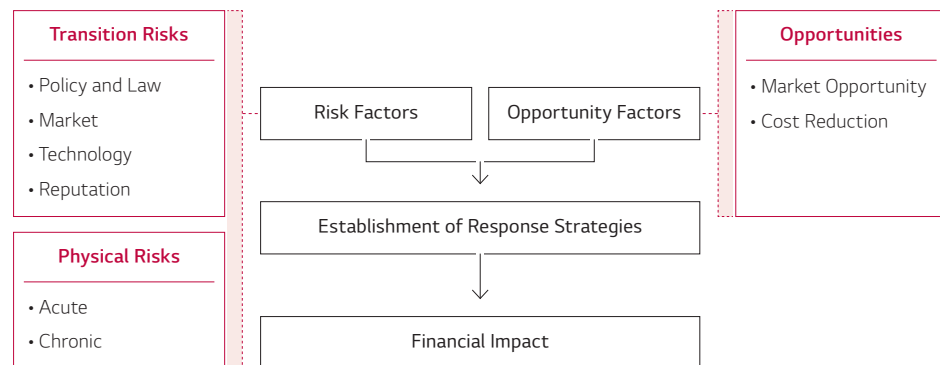 Transition Risks
• Policy and Law
• Market
• Technology
• Reputation
Physical Risks
• Acute
• Chronic
Risk Factors
Opportunity Factors
Establishment of Response Strategies
Financial Impact
Opportunities
• Market Opportunity
• Cost Reduction